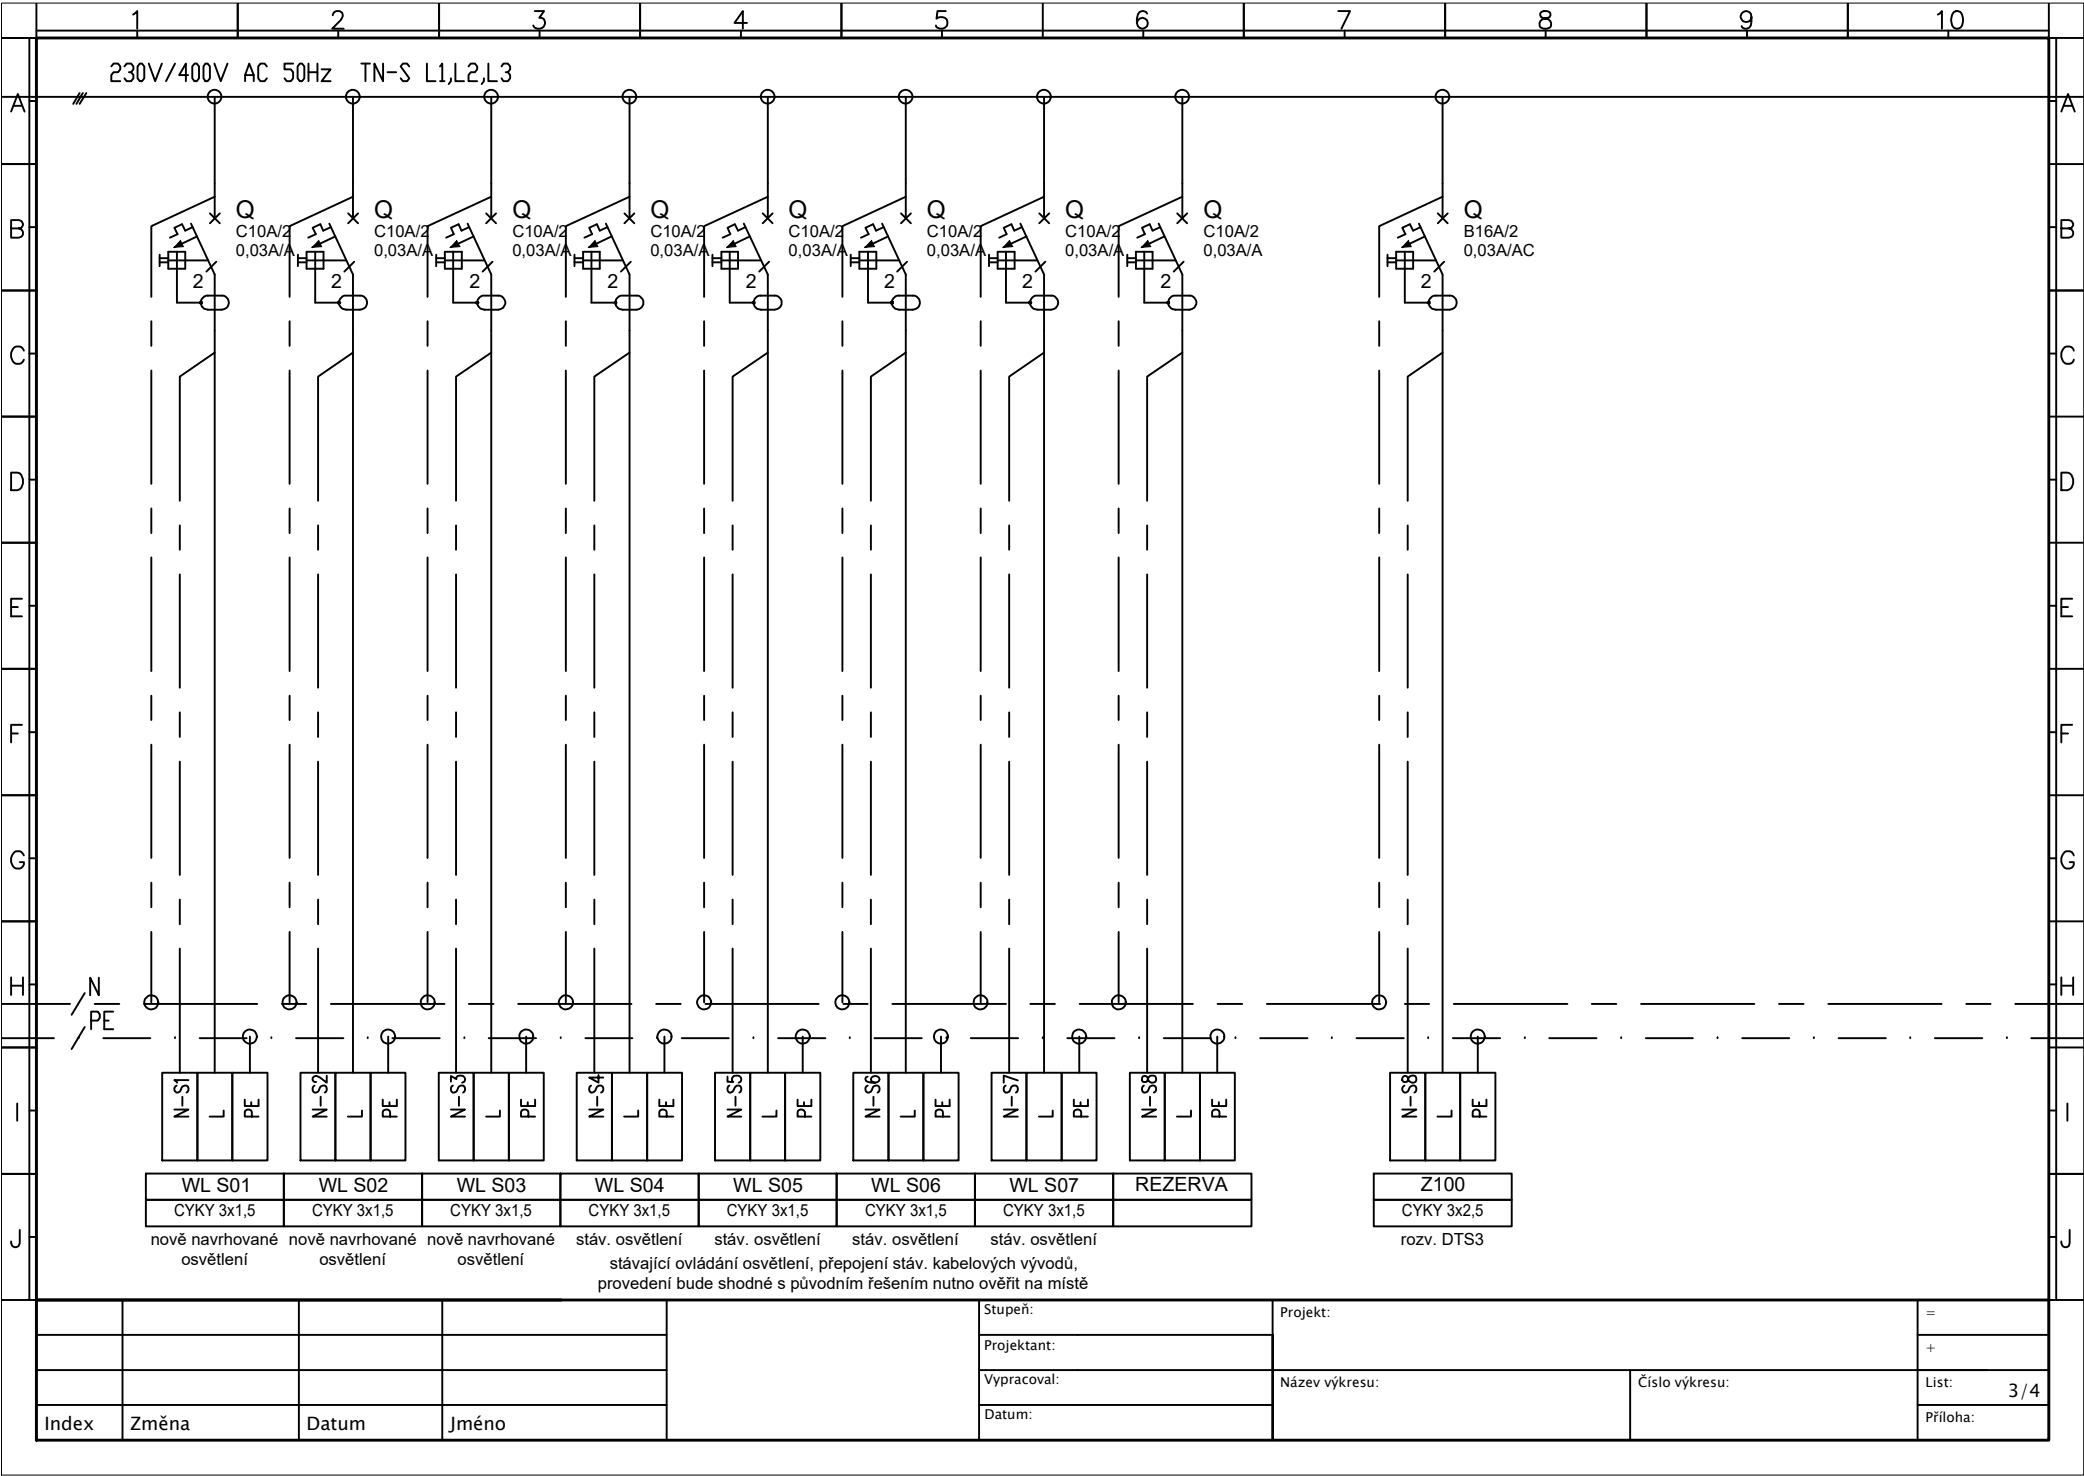 1 2 3 4 5 6 7 8 9 10
230V/400V AC 50Hz TN-S L1,L2,L3
A A
B B
C C
D D
E E
F F
G G
H H
I I
J J
Q Q Q Q Q Q Q Q Q
C10A/2 C10A/2 C10A/2 C10A/2 C10A/2 C10A/2 C10A/2 C10A/2 B16A/2
0,03A/A 0,03A/A 0,03A/A 0,03A/A 0,03A/A 0,03A/A 0,03A/A 0,03A/A 0,03A/AC
2 2 2 2 2 2 2 2 2
N
PE
N-S1 L PE N-S2 L PE N-S3 L PE N-S4 L PE N-S5 L PE N-S6 L PE N-S7 L PE N-S8 L PE N-S8 L PE
WL S01 WL S02 WL S03 WL S04 WL S05 WL S06 WL S07 REZERVA Z100
CYKY 3x1,5 CYKY 3x1,5 CYKY 3x1,5 CYKY 3x1,5 CYKY 3x1,5 CYKY 3x1,5 CYKY 3x1,5 CYKY 3x2,5
nově navrhované nově navrhované nově navrhované stáv. osvětlení stáv. osvětlení stáv. osvětlení stáv. osvětlení rozv. DTS3
osvětlení osvětlení osvětlení
stávající ovládání osvětlení, přepojení stáv. kabelových vývodů,
provedení bude shodné s původním řešením nutno ověřit na místě
Stupeň: Projekt: =
Projektant: +
Vypracoval: Název výkresu: Číslo výkresu: List: 3/4
Index Změna Datum Jméno Datum: Příloha: